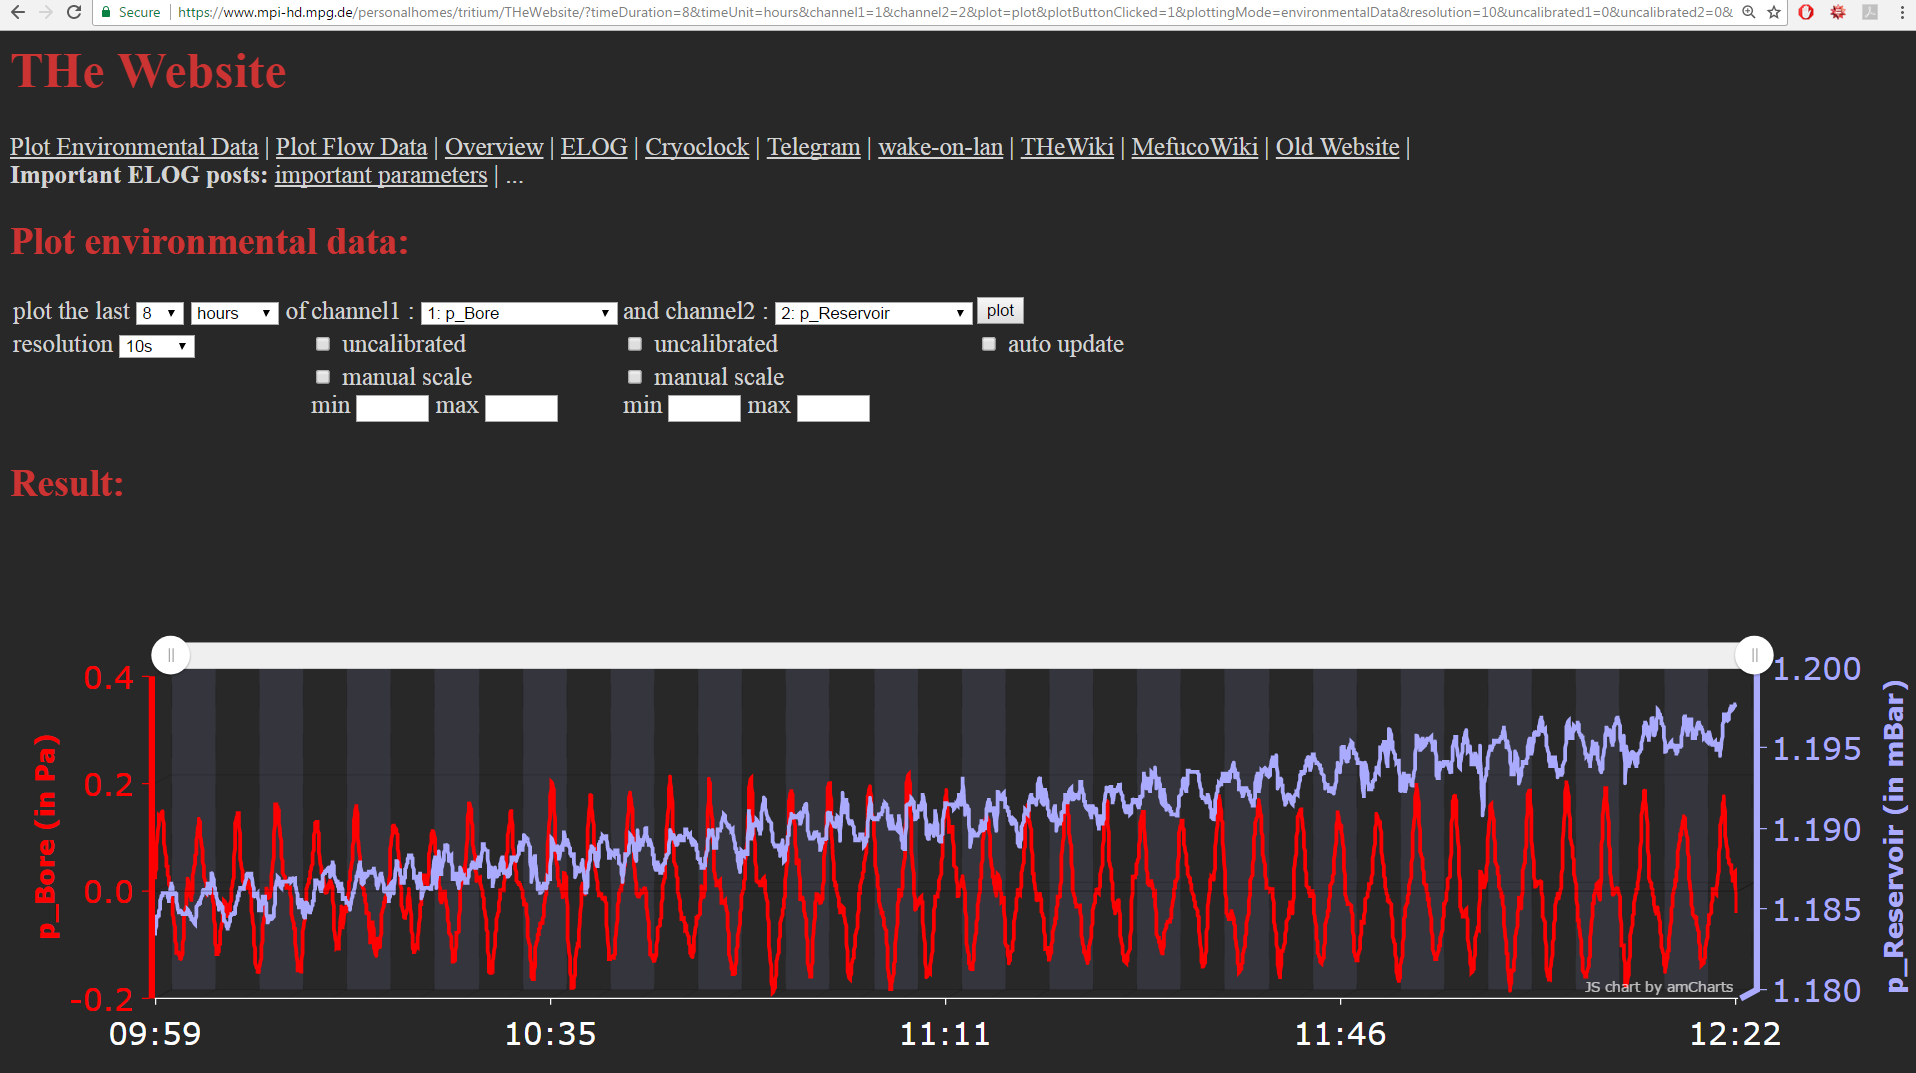 Secure | https://www.mpi-hd.mpg.de/personalhomes/tritium/THeWebsite/?timeDuration=8&timeUnit=hours&channel1=1&channel2=2&plot=plot&plotButtonClicked=1&plottingMode=environmentalData&resolution=10&uncalibrated1=0&uncalibrated2=0&
THe Website
Plot Environmental Data | Plot Flow Data | Overview | ELOG | Cryoclock | Telegram | wake-on-lan | THeWiki | MefucoWiki | Old Website |
Important ELOG posts: important parameters | ...
Plot environmental data:
plot the last 8 hours of channel1 : 1: p_Bore and channel2 : 2: p_Reservoir plot
resolution 10s uncalibrated uncalibrated auto update
manual scale manual scale
min max min max
Result:
0.4
0.2
0.0
-0.2
p_Bore (in Pa)
1.200
1.195
1.190
1.185
1.180
p_Reservoir (in mBar)
JS chart by amCharts
09:59 10:35 11:11 11:46 12:22